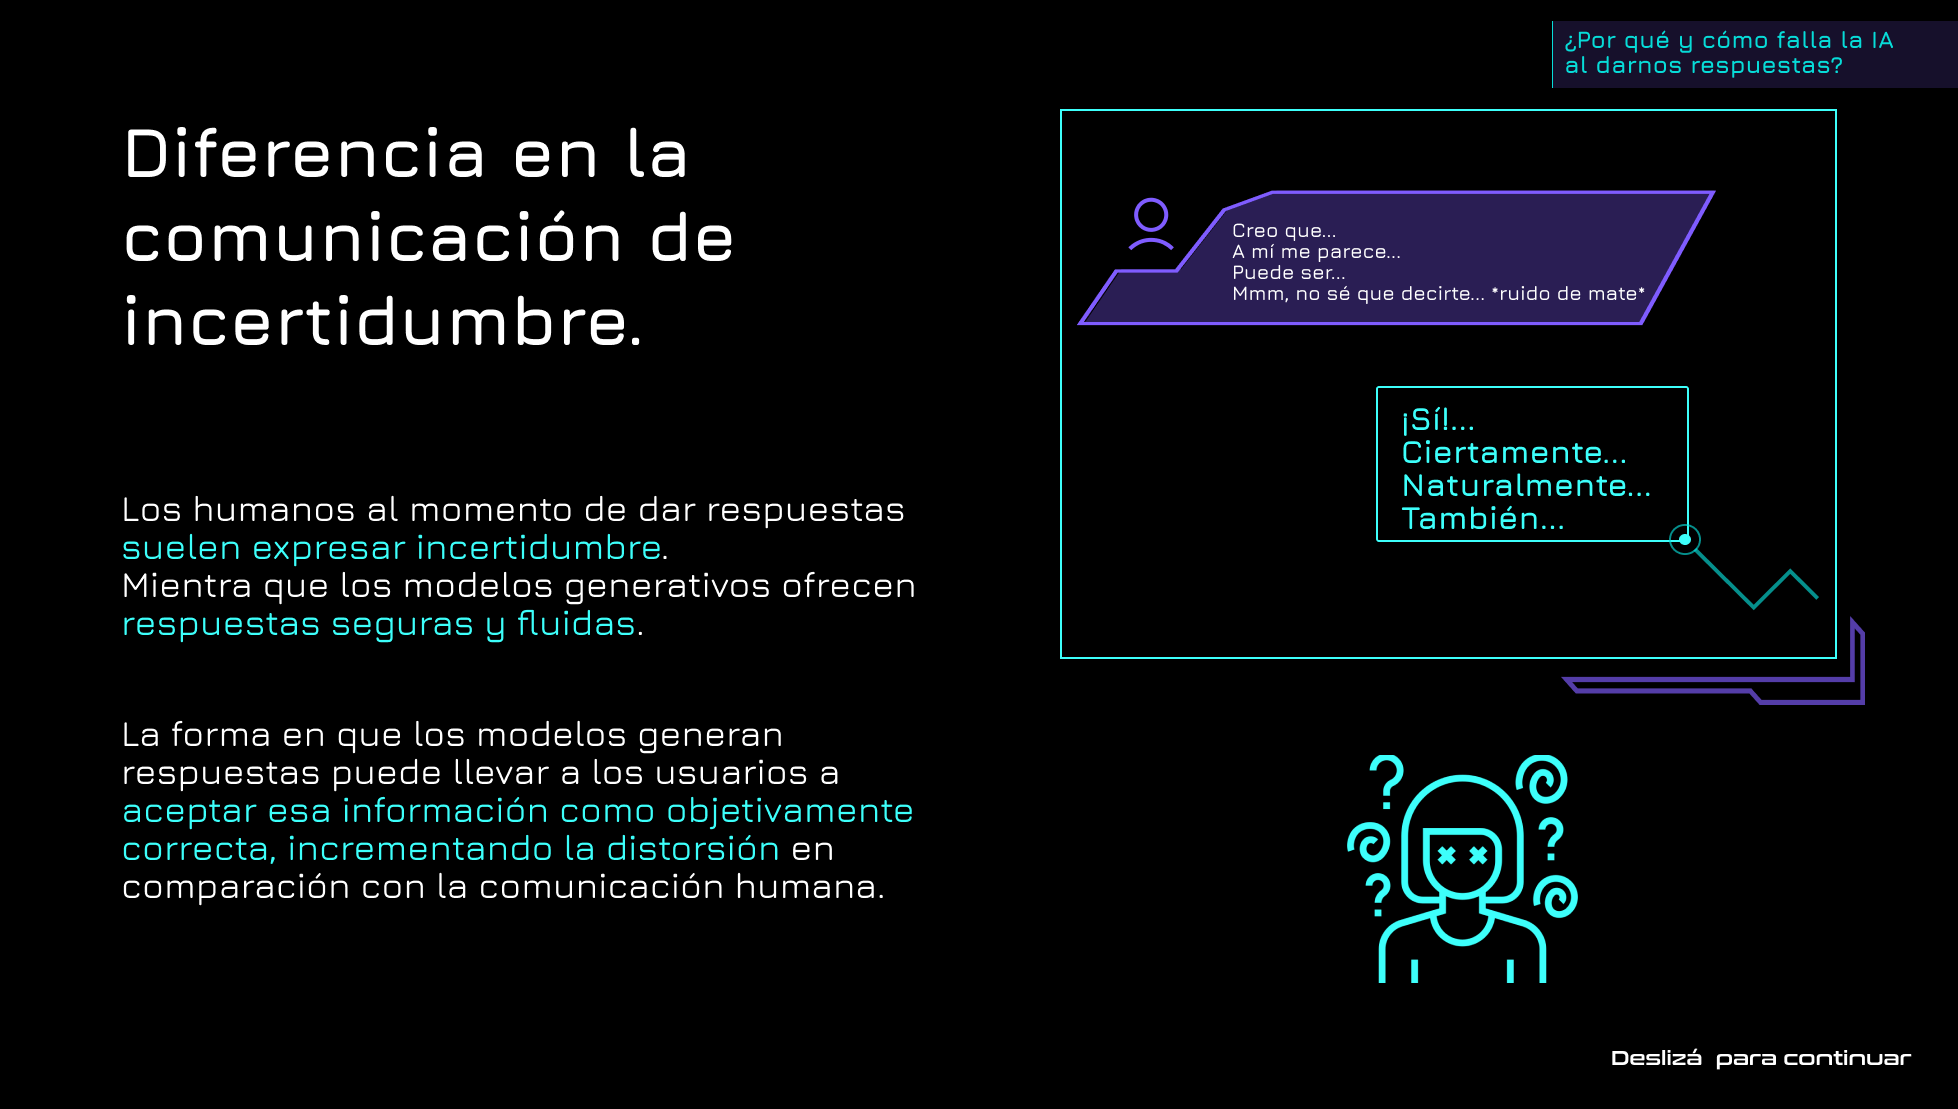 ¿Por qué y cómo falla la IA
al darnos respuestas?
Diferencia en la
comunicación de
incertidumbre.
Los humanos al momento de dar respuestas
suelen expresar incertidumbre.
Mientra que los modelos generativos ofrecen
respuestas seguras y fluidas.
La forma en que los modelos generan
respuestas puede llevar a los usuarios a
aceptar esa información como objetivamente
correcta, incrementando la distorsión en
comparación con la comunicación humana.
Creo que...
A mí me parece...
Puede ser...
Mmm, no sé que decirte... *ruido de mate*
¡Sí!...
Ciertamente...
Naturalmente...
También...
? ? ?
Deslizá para continuar